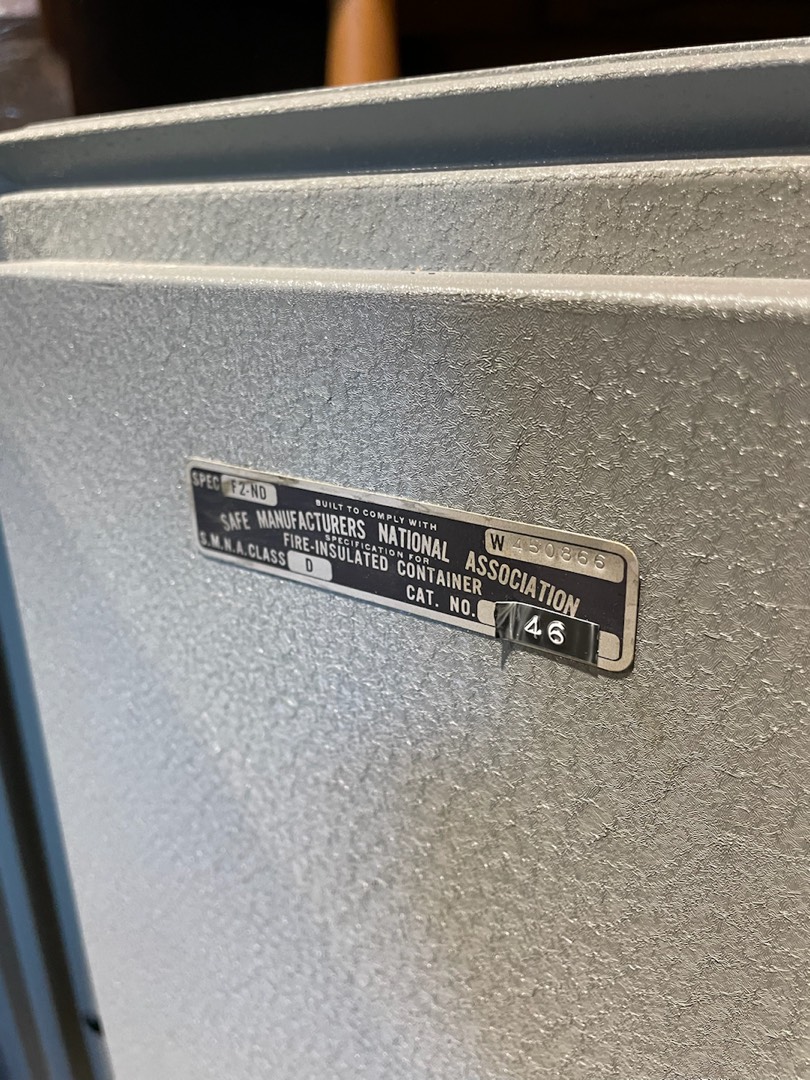 SPEC F2-ND
BUILT TO COMPLY WITH
SAFE MANUFACTURERS NATIONAL ASSOCIATION
SPECIFICATION FOR
FIRE-INSULATED CONTAINER
W 450866
S.M.N.A.CLASS D
CAT. NO. 46